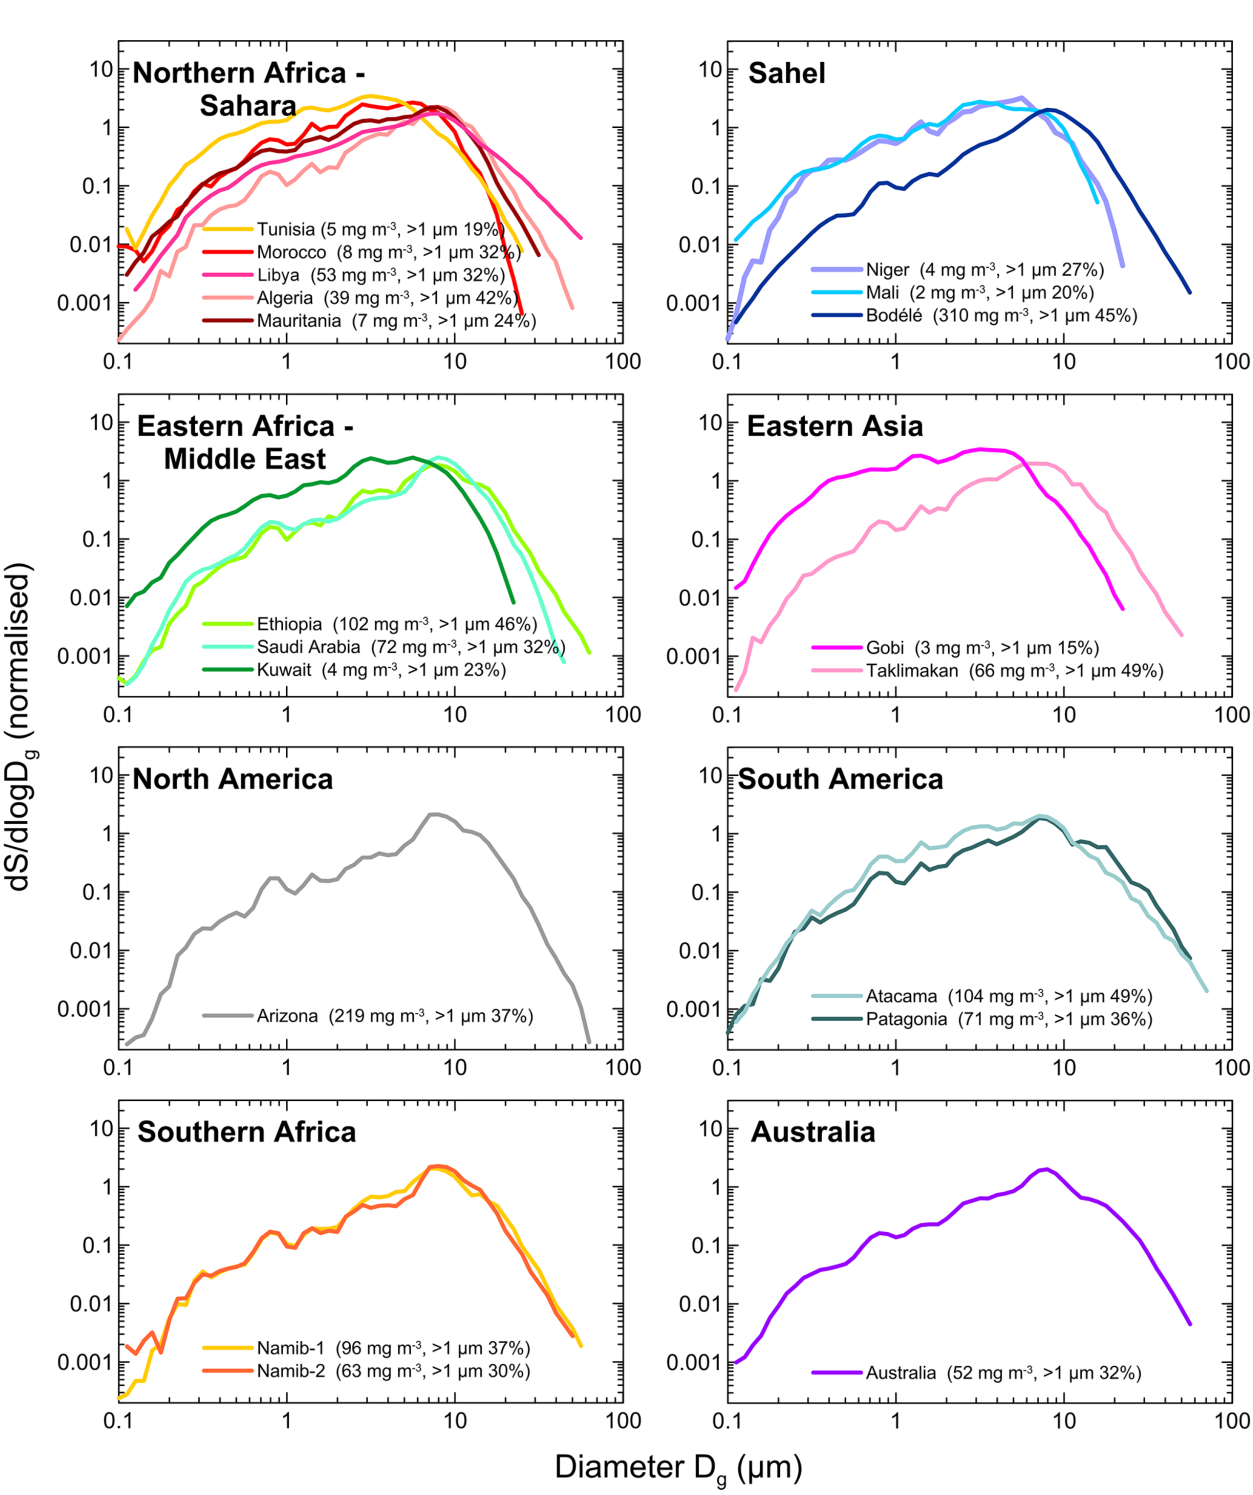 dS/dlogDg (normalised)
Northern Africa -
Sahara
10
1
0.1
0.01
0.001
Tunisia (5 mg m-3, >1 µm 19%)
Morocco (8 mg m-3, >1 µm 32%)
Libya (53 mg m-3, >1 µm 32%)
Algeria (39 mg m-3, >1 µm 42%)
Mauritania (7 mg m-3, >1 µm 24%)
0.1 1 10 100
Sahel
10
1
0.1
0.01
0.001
Niger (4 mg m-3, >1 µm 27%)
Mali (2 mg m-3, >1 µm 20%)
Bodélé (310 mg m-3, >1 µm 45%)
0.1 1 10 100
Eastern Africa -
Middle East
10
1
0.1
0.01
0.001
Ethiopia (102 mg m-3, >1 µm 46%)
Saudi Arabia (72 mg m-3, >1 µm 32%)
Kuwait (4 mg m-3, >1 µm 23%)
0.1 1 10 100
Eastern Asia
10
1
0.1
0.01
0.001
Gobi (3 mg m-3, >1 µm 15%)
Taklimakan (66 mg m-3, >1 µm 49%)
0.1 1 10 100
North America
10
1
0.1
0.01
0.001
Arizona (219 mg m-3, >1 µm 37%)
0.1 1 10 100
South America
10
1
0.1
0.01
0.001
Atacama (104 mg m-3, >1 µm 49%)
Patagonia (71 mg m-3, >1 µm 36%)
0.1 1 10 100
Southern Africa
10
1
0.1
0.01
0.001
Namib-1 (96 mg m-3, >1 µm 37%)
Namib-2 (63 mg m-3, >1 µm 30%)
0.1 1 10 100
Australia
10
1
0.1
0.01
0.001
Australia (52 mg m-3, >1 µm 32%)
0.1 1 10 100
Diameter Dg (µm)